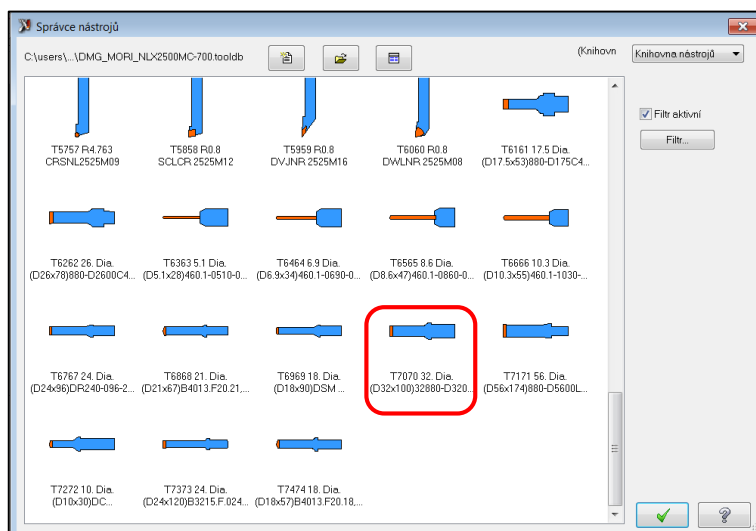 Správce nástrojů
C:\users\...\DMG_MORI_NLX2500MC-700.tooldb
(Knihovn
Knihovna nástrojů
T5757 R4.763
CRSNL2525M09
T5858 R0.8
SCLCR 2525M12
T5959 R0.8
DVJNR 2525M16
T6060 R0.8
DWLNR 2525M08
T6161 17.5 Dia.
(D17.5x53)880-D175C4...
Filtr aktivní
Filtr...
T6262 26. Dia.
(D26x78)880-D2600C4...
T6363 5.1 Dia.
(D5.1x28)460.1-0510-0...
T6464 6.9 Dia.
(D6.9x34)460.1-0690-0...
T6565 8.6 Dia.
(D8.6x47)460.1-0860-0...
T6666 10.3 Dia.
(D10.3x55)460.1-1030-...
T6767 24. Dia.
(D24x96)DR240-096-2...
T6868 21. Dia.
(D21x67)B4013.F20.21,...
T6969 18. Dia.
(D18x90)DSM ...
T7070 32. Dia.
(D32x100)32880-D320...
T7171 56. Dia.
(D56x174)880-D5600L...
T7272 10. Dia.
(D10x30)DC...
T7373 24. Dia.
(D24x120)B3215.F.024...
T7474 18. Dia.
(D18x57)B4013.F20.18,...